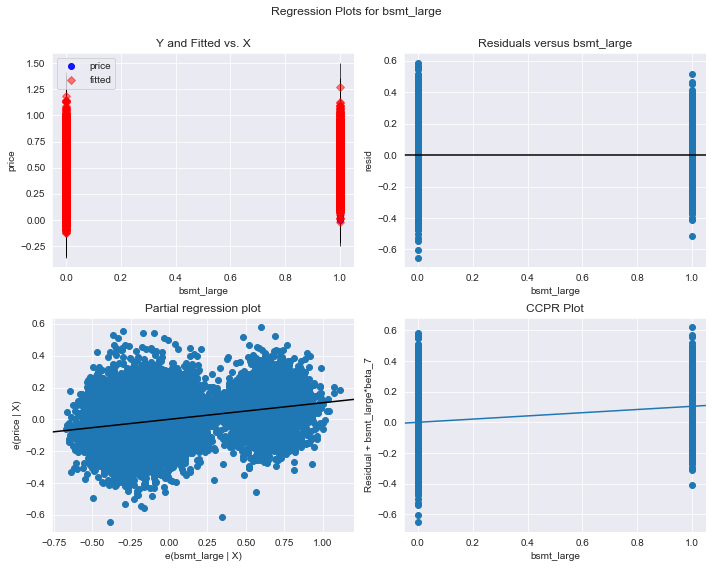 Regression Plots for bsmt_large
Y and Fitted vs. X
price
fitted
price
1.50
1.25
1.00
0.75
0.50
0.25
0.00
−0.25
0.0 0.2 0.4 0.6 0.8 1.0
bsmt_large
Residuals versus bsmt_large
resid
0.6
0.4
0.2
0.0
−0.2
−0.4
−0.6
0.0 0.2 0.4 0.6 0.8 1.0
bsmt_large
Partial regression plot
e(price | X)
0.6
0.4
0.2
0.0
−0.2
−0.4
−0.6
−0.75 −0.50 −0.25 0.00 0.25 0.50 0.75 1.00
e(bsmt_large | X)
CCPR Plot
Residual + bsmt_large*beta_7
0.6
0.4
0.2
0.0
−0.2
−0.4
−0.6
0.0 0.2 0.4 0.6 0.8 1.0
bsmt_large